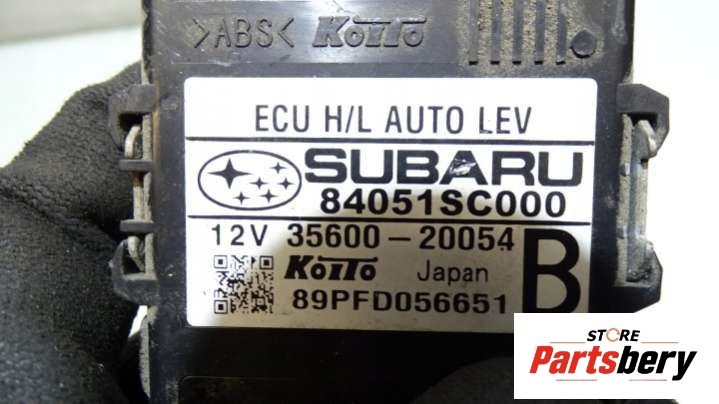 >ABS< KOITO
ECU H/L AUTO LEV
SUBARU
84051SC000
12V 35600-20054
KOITO Japan
B
89PFD056651
STORE
Partsbery